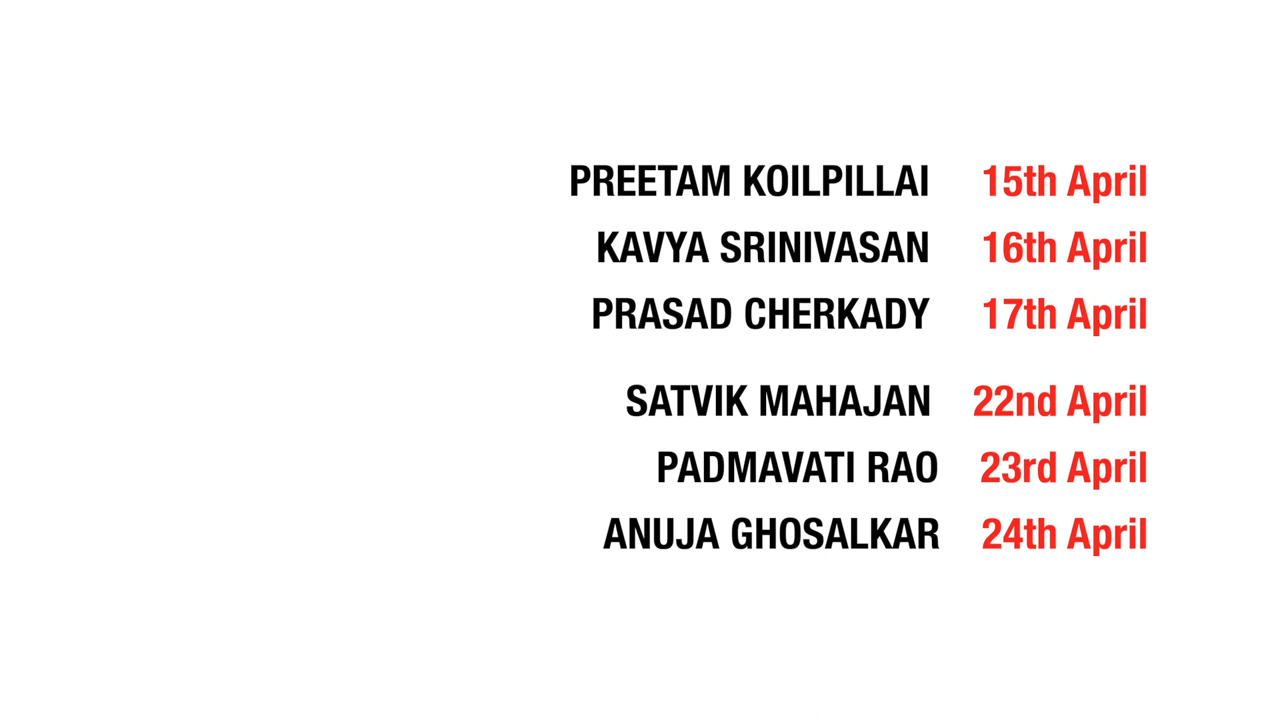 PREETAM KOILPILLAI 15th April
KAVYA SRINIVASAN 16th April
PRASAD CHERKADY 17th April
SATVIK MAHAJAN 22nd April
PADMAVATI RAO 23rd April
ANUJA GHOSALKAR 24th April